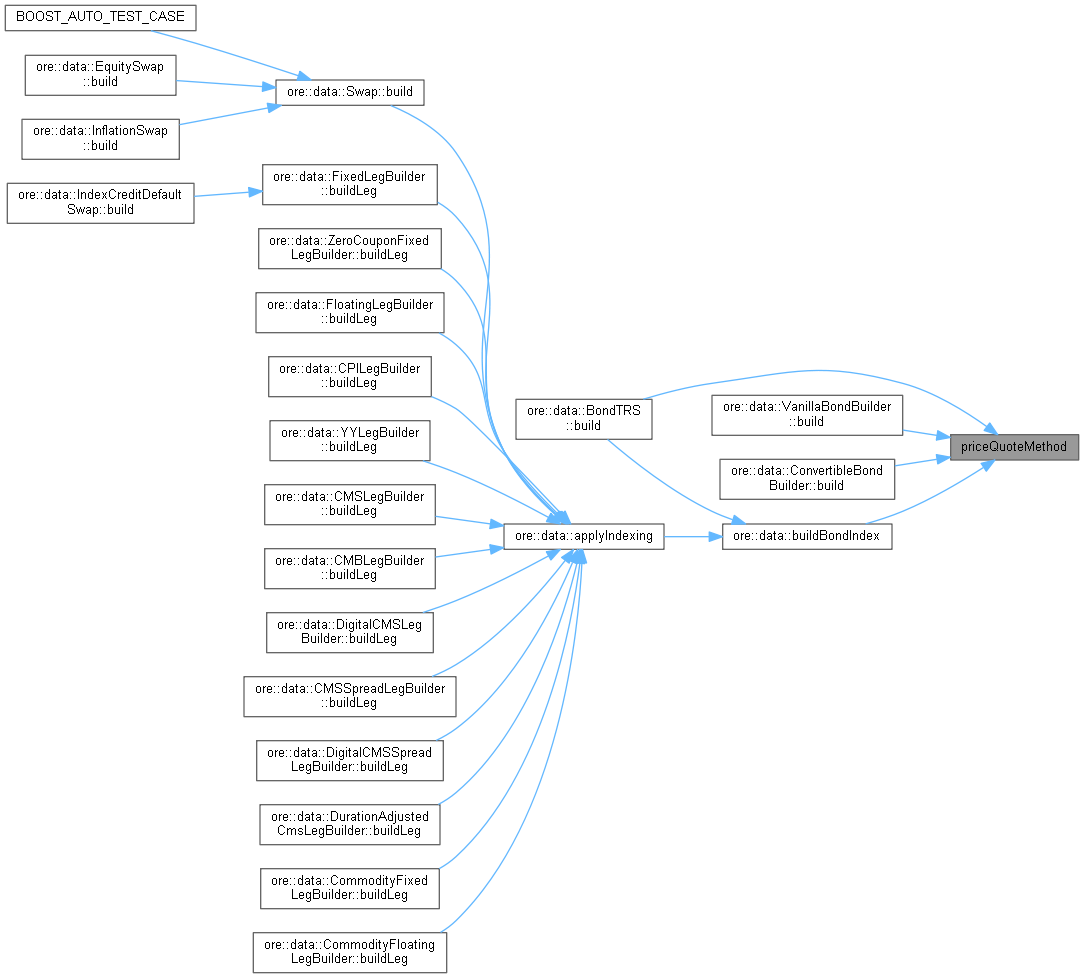 BOOST_AUTO_TEST_CASE
ore::data::EquitySwap
::build
ore::data::Swap::build
ore::data::InflationSwap
::build
ore::data::FixedLegBuilder
::buildLeg
ore::data::IndexCreditDefault
Swap::build
ore::data::ZeroCouponFixed
LegBuilder::buildLeg
ore::data::FloatingLegBuilder
::buildLeg
ore::data::CPILegBuilder
::buildLeg
ore::data::YYLegBuilder
::buildLeg
ore::data::CMSLegBuilder
::buildLeg
ore::data::CMBLegBuilder
::buildLeg
ore::data::DigitalCMSLeg
Builder::buildLeg
ore::data::CMSSpreadLegBuilder
::buildLeg
ore::data::DigitalCMSSpread
LegBuilder::buildLeg
ore::data::DurationAdjusted
CmsLegBuilder::buildLeg
ore::data::CommodityFixed
LegBuilder::buildLeg
ore::data::CommodityFloating
LegBuilder::buildLeg
ore::data::applyIndexing
ore::data::BondTRS
::build
ore::data::VanillaBondBuilder
::build
ore::data::ConvertibleBond
Builder::build
ore::data::buildBondIndex
priceQuoteMethod